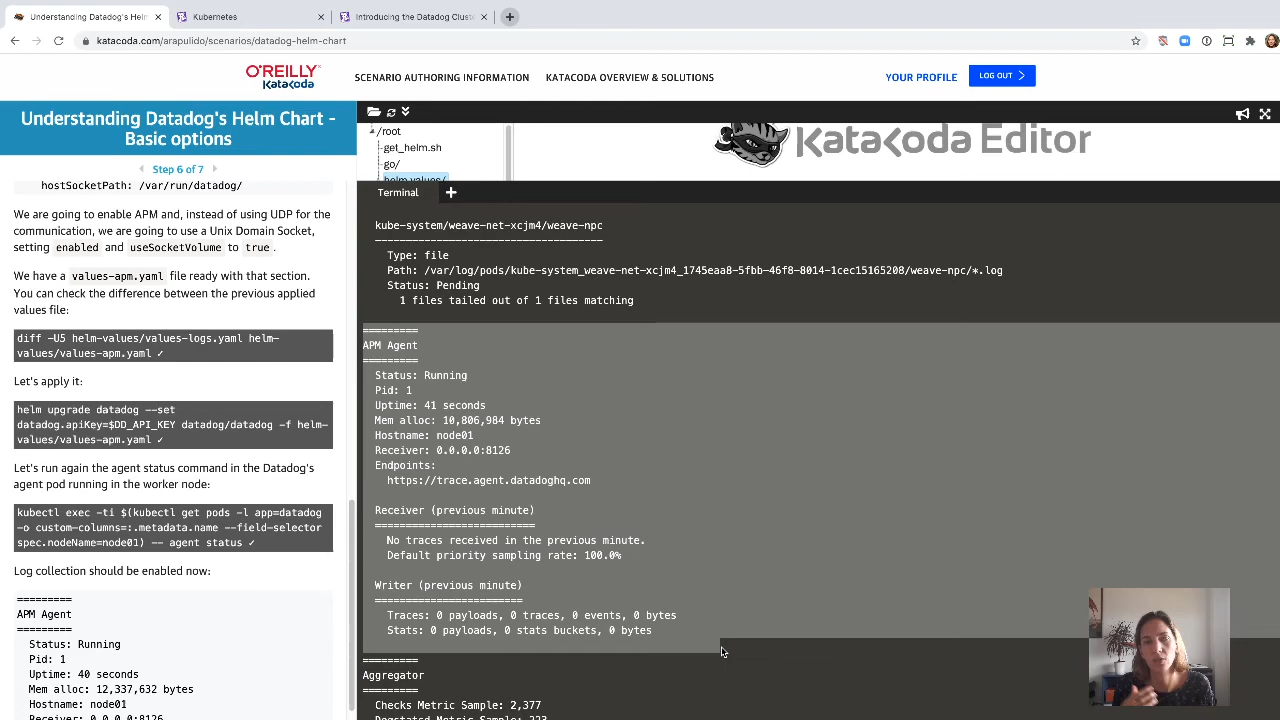 Understanding Datadog's Helm
Kubernetes
Introducing the Datadog Cluste
katacoda.com/arapulido/scenarios/datadog-helm-chart
O'REILLY
Katacoda
SCENARIO AUTHORING INFORMATION
KATACODA OVERVIEW & SOLUTIONS
YOUR PROFILE
LOG OUT
Understanding Datadog's Helm Chart -
Basic options
Step 6 of 7
hostSocketPath: /var/run/datadog/
We are going to enable APM and, instead of using UDP for the
communication, we are going to use a Unix Domain Socket,
setting enabled and useSocketVolume to true.
We have a values-apm.yaml file ready with that section.
You can check the difference between the previous applied
values file:
diff -U5 helm-values/values-logs.yaml helm-
values/values-apm.yaml ✓
Let's apply it:
helm upgrade datadog --set
datadog.apiKey=$DD_API_KEY datadog/datadog -f helm-
values/values-apm.yaml ✓
Let's run again the agent status command in the Datadog's
agent pod running in the worker node:
kubectl exec -ti $(kubectl get pods -l app=datadog
-o custom-columns=:.metadata.name --field-selector
spec.nodeName=node01) -- agent status ✓
Log collection should be enabled now:
=========
APM Agent
=========
Status: Running
Pid: 1
Uptime: 40 seconds
Mem alloc: 12,337,632 bytes
Hostname: node01
Receiver: 0.0.0.0:8126
/root
get_helm.sh
go/
helm-values/
KATACODA Editor
Terminal
kube-system/weave-net-xcjm4/weave-npc
-------------------------------------
Type: file
Path: /var/log/pods/kube-system_weave-net-xcjm4_1745eaa8-5fbb-46f8-8014-1cec15165208/weave-npc/*.log
Status: Pending
1 files tailed out of 1 files matching
=========
APM Agent
=========
Status: Running
Pid: 1
Uptime: 41 seconds
Mem alloc: 10,806,984 bytes
Hostname: node01
Receiver: 0.0.0.0:8126
Endpoints:
https://trace.agent.datadoghq.com
Receiver (previous minute)
==========================
No traces received in the previous minute.
Default priority sampling rate: 100.0%
Writer (previous minute)
========================
Traces: 0 payloads, 0 traces, 0 events, 0 bytes
Stats: 0 payloads, 0 stats buckets, 0 bytes
=========
Aggregator
=========
Checks Metric Sample: 2,377
Dogstatsd Metric Sample: 223